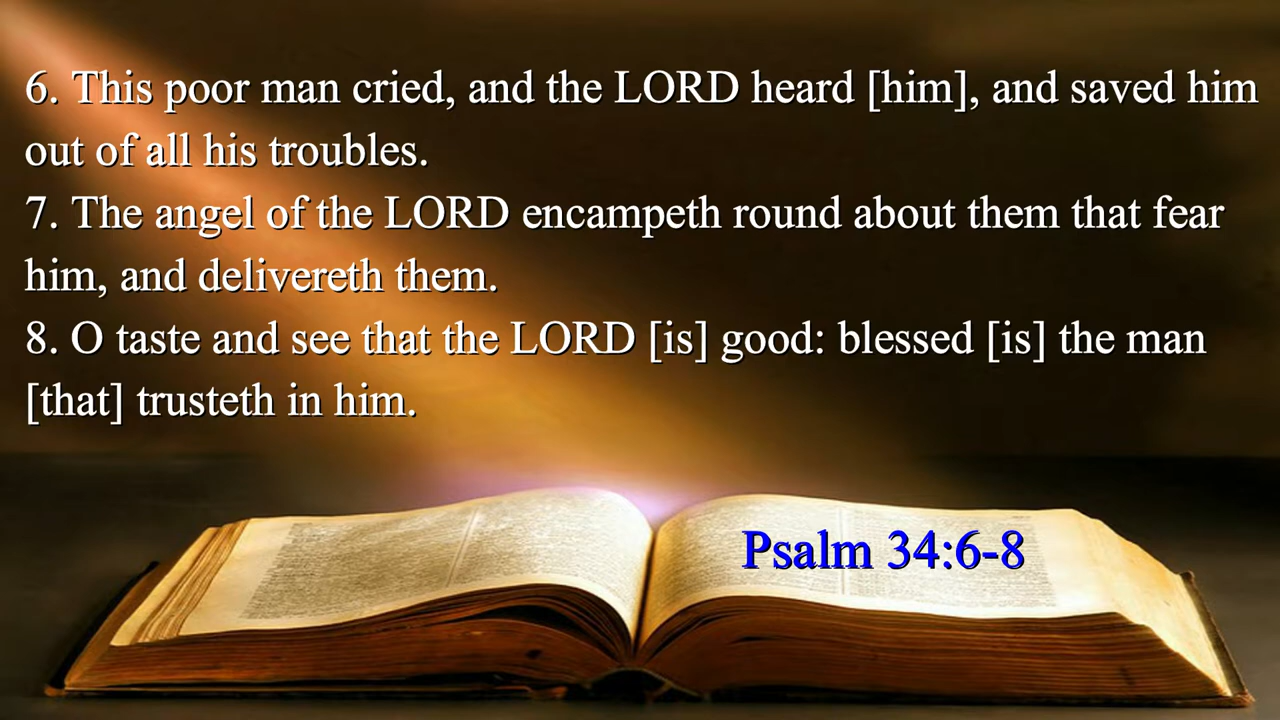 6. This poor man cried, and the LORD heard [him], and saved him
out of all his troubles.
7. The angel of the LORD encampeth round about them that fear
him, and delivereth them.
8. O taste and see that the LORD [is] good: blessed [is] the man
[that] trusteth in him.
Psalm 34:6-8